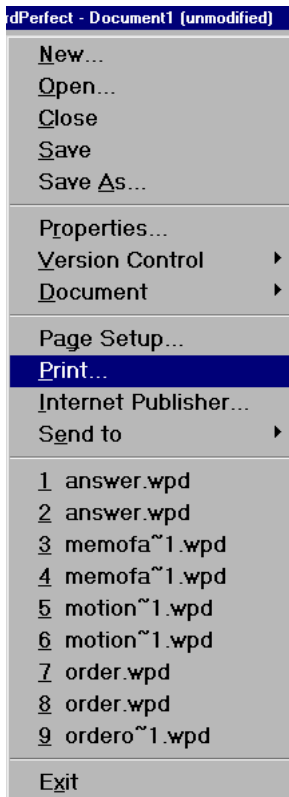 rdPerfect - Document1 (unmodified)
New...
Open...
Close
Save
Save As...
Properties...
Version Control
Document
Page Setup...
Print...
Internet Publisher...
Send to
1 answer.wpd
2 answer.wpd
3 memofa~1.wpd
4 memofa~1.wpd
5 motion~1.wpd
6 motion~1.wpd
7 order.wpd
8 order.wpd
9 ordero~1.wpd
Exit